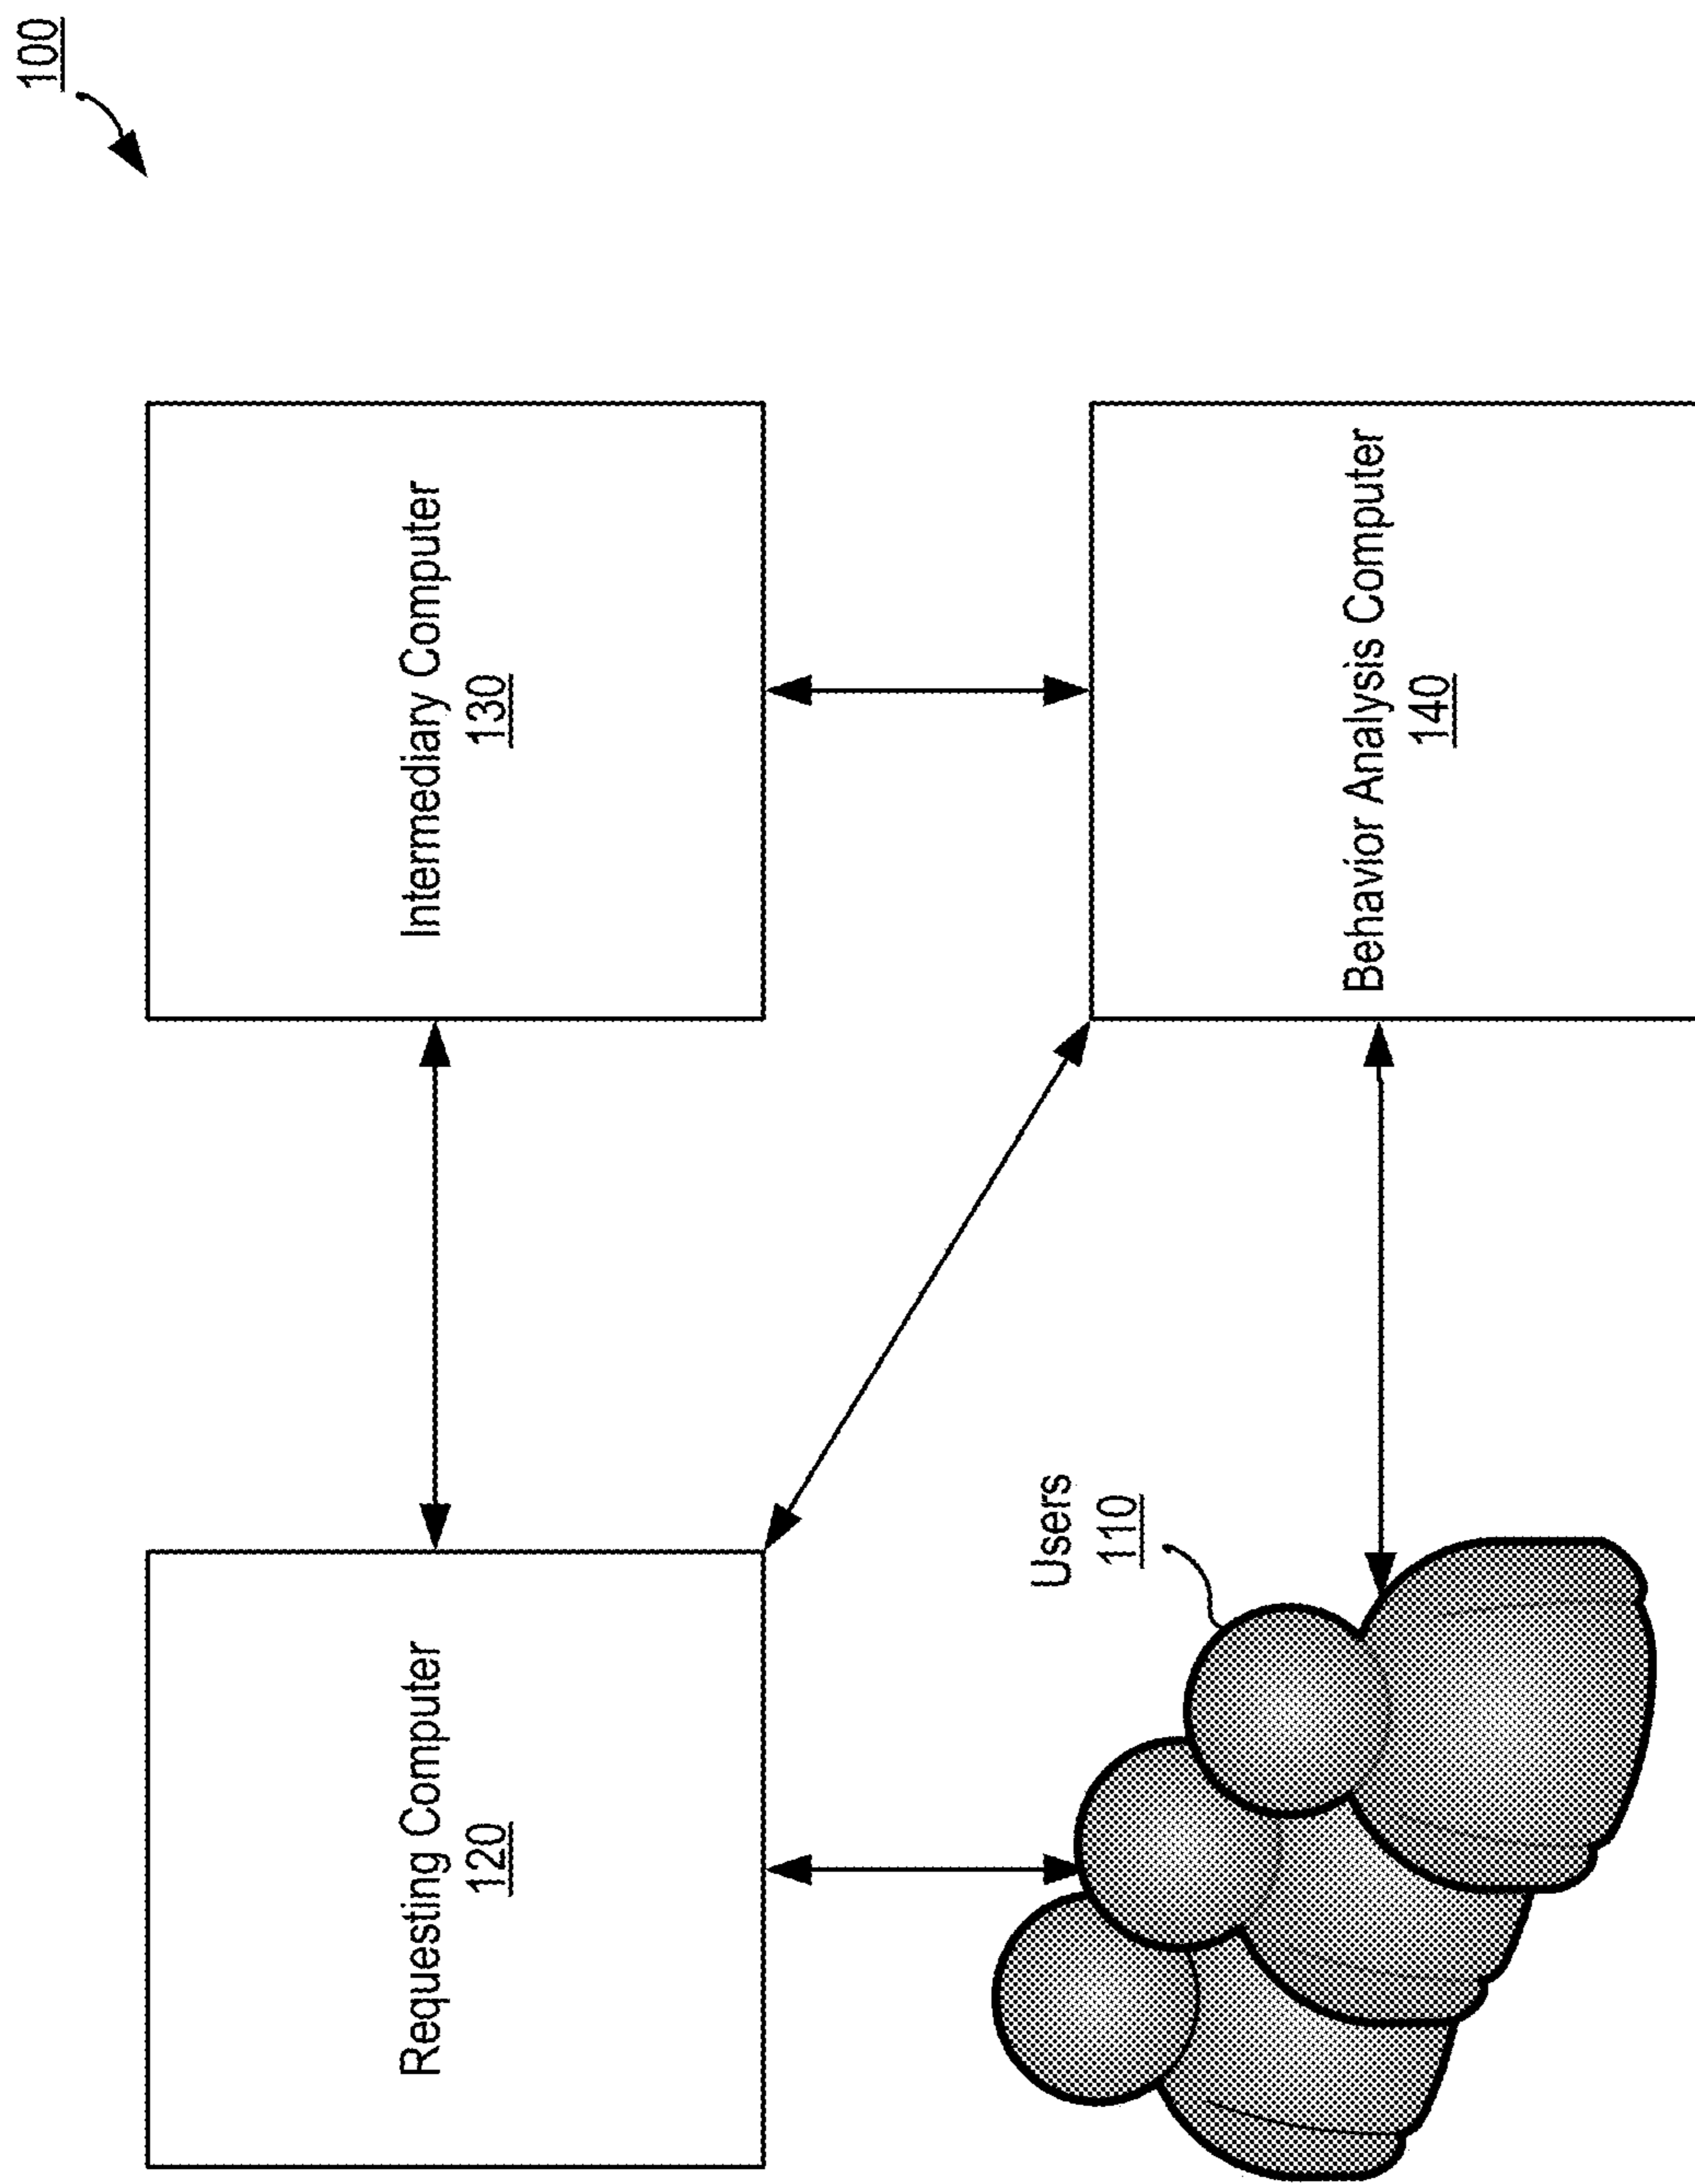 100
Requesting Computer
120
Intermediary Computer
130
Users
110
Behavior Analysis Computer
140